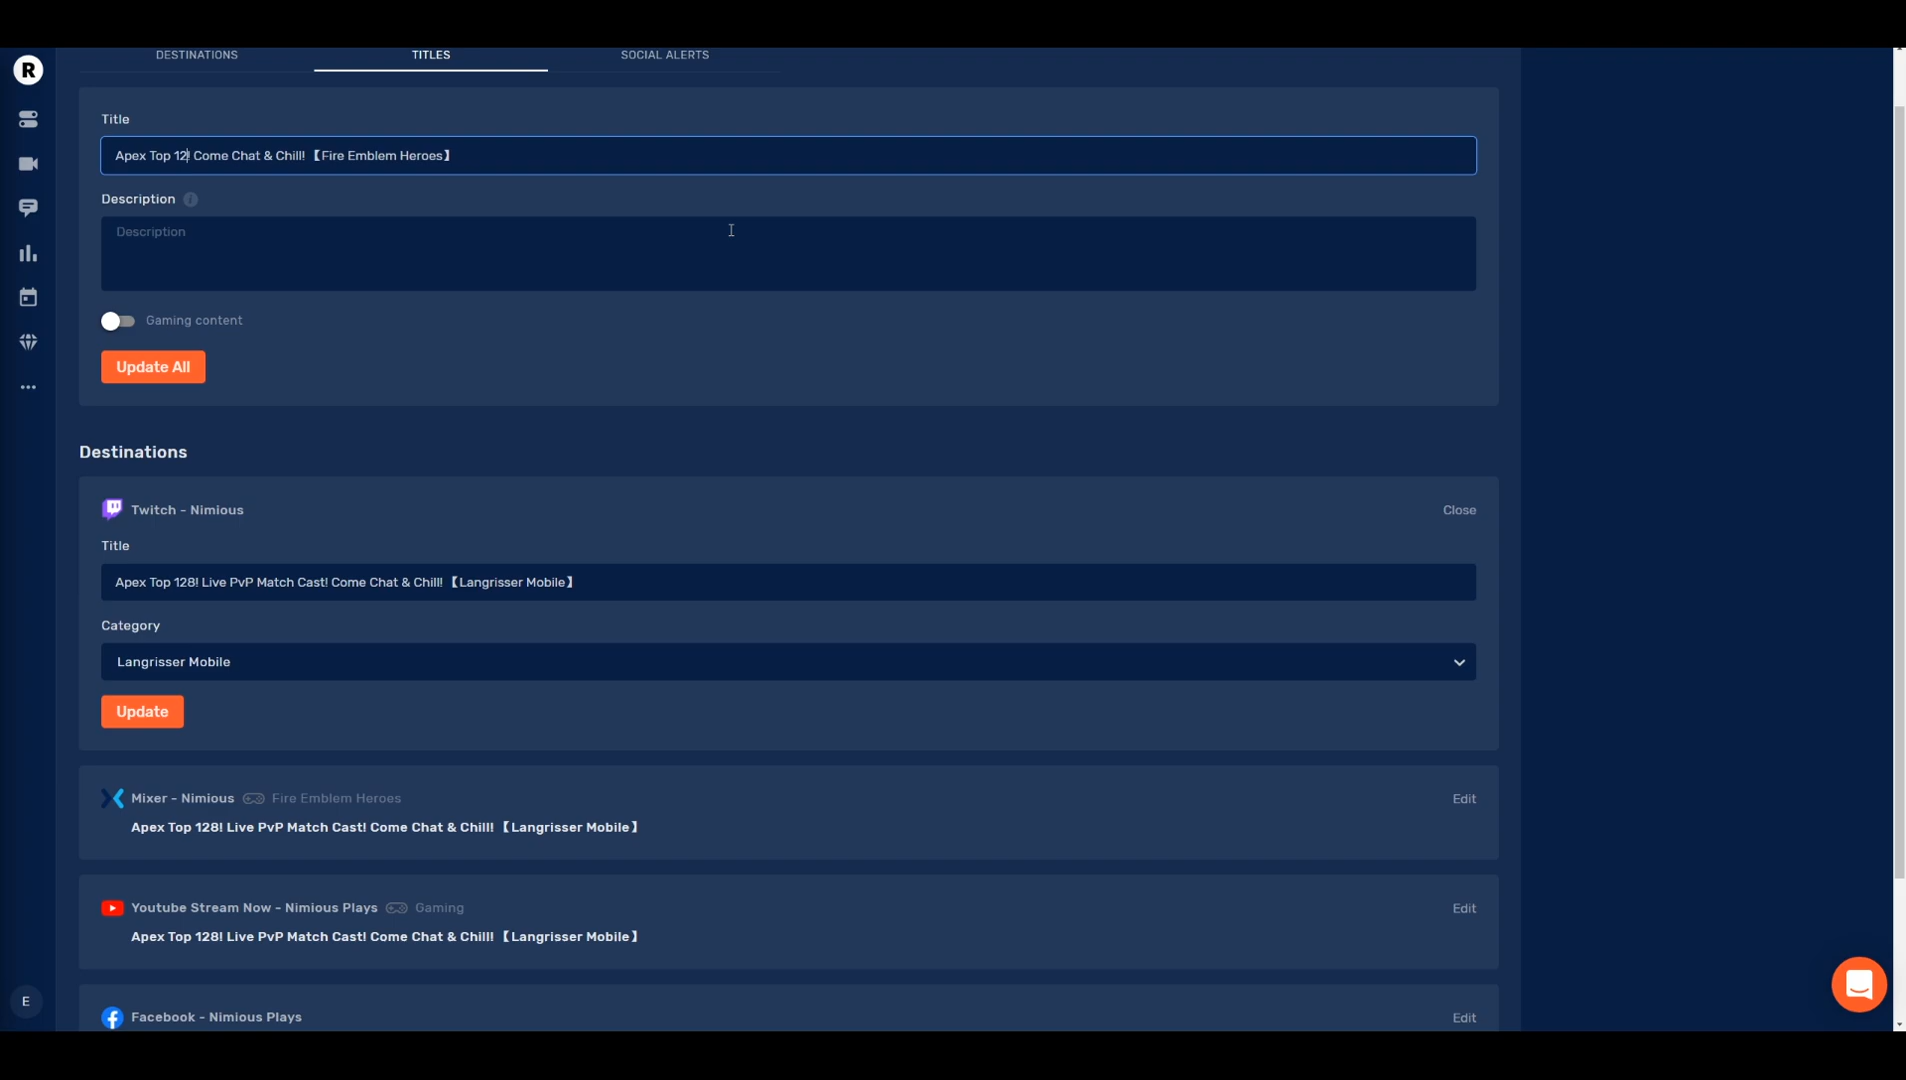 R
DESTINATIONS
TITLES
SOCIAL ALERTS
Title
Apex Top 12! Come Chat & Chill! 【Fire Emblem Heroes】
Description
Description
Gaming content
Update All
Destinations
Twitch - Nimious
Close
Title
Apex Top 128! Live PvP Match Cast! Come Chat & Chill! 【Langrisser Mobile】
Category
Langrisser Mobile
Update
Mixer - Nimious Fire Emblem Heroes
Edit
Apex Top 128! Live PvP Match Cast! Come Chat & Chill! 【Langrisser Mobile】
Youtube Stream Now - Nimious Plays Gaming
Edit
Apex Top 128! Live PvP Match Cast! Come Chat & Chill! 【Langrisser Mobile】
E
Facebook - Nimious Plays
Edit